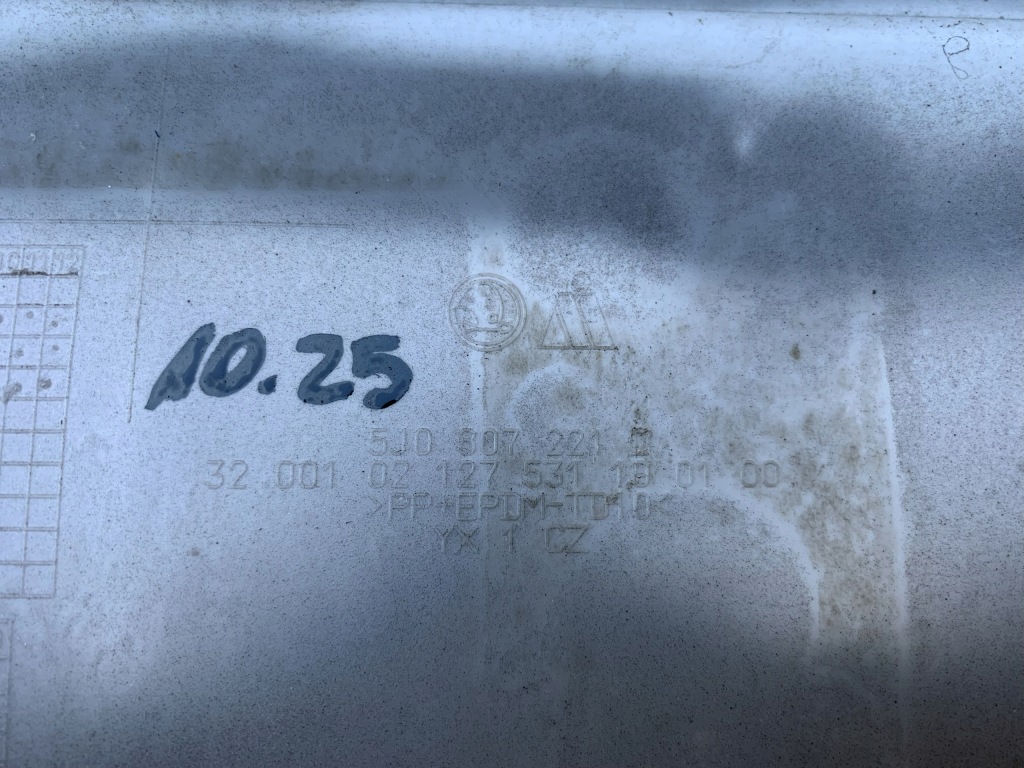 10.25
5J0 807 221
32 001 02 127 531 19 01 00
>PP+EPDM-TD10<
YX 1 CZ